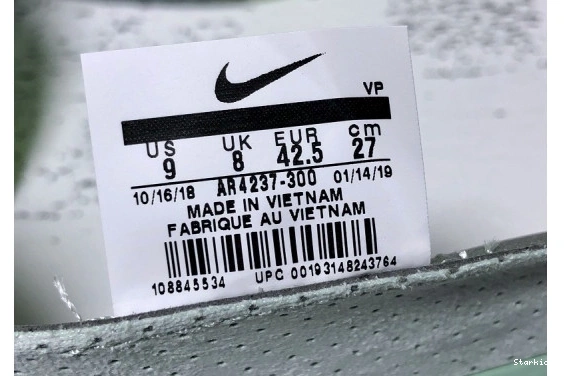 VP
US UK EUR cm
9 8 42.5 27
10/16/18 AR4237-300 01/14/19
MADE IN VIETNAM
FABRIQUE AU VIETNAM
108845534 UPC 00193148243764